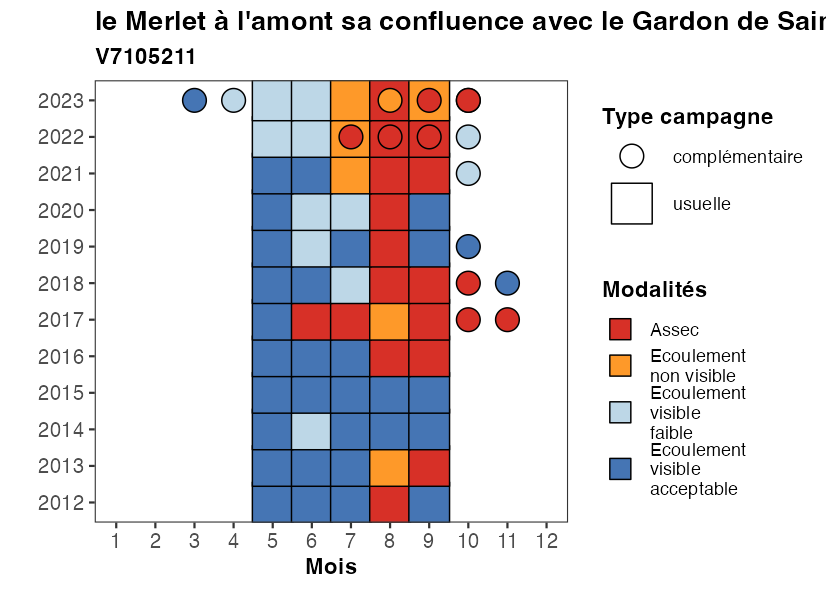 le Merlet à l'amont sa confluence avec le Gardon de Sain
V7105211
2023
2022
2021
2020
2019
2018
2017
2016
2015
2014
2013
2012
1 2 3 4 5 6 7 8 9 10 11 12
Mois
Type campagne
complémentaire
usuelle
Modalités
Assec
Ecoulement
non visible
Ecoulement
visible
faible
Ecoulement
visible
acceptable